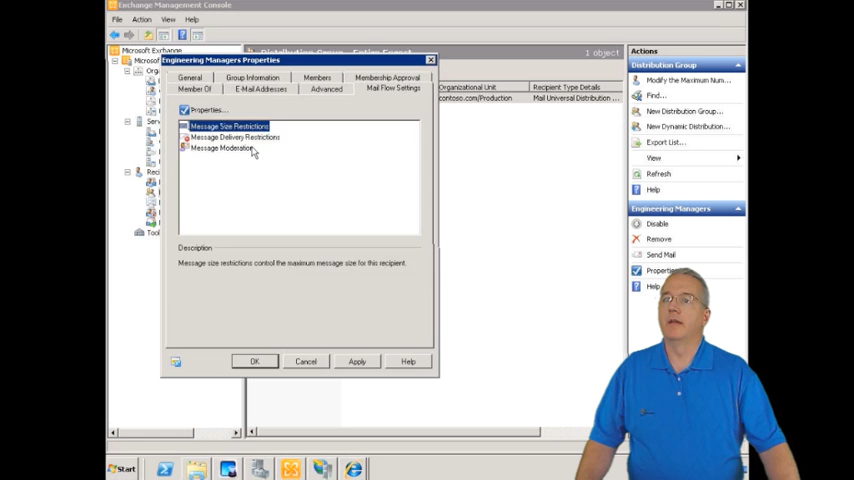 Exchange Management Console
File Action View Help
Microsoft Exchange
1 object
Engineering Managers Properties
General
Group Information
Members
Membership Approval
Member Of
E-Mail Addresses
Advanced
Mail Flow Settings
Properties...
Message Size Restrictions
Message Delivery Restrictions
Message Moderation
Description
Message size restrictions control the maximum message size for this recipient.
OK
Cancel
Apply
Help
Organizational Unit
Recipient Type Details
contoso.com/Production
Mail Universal Distribution ...
Actions
Distribution Group
Modify the Maximum Num...
Find...
New Distribution Group...
New Dynamic Distribution...
Export List...
View
Refresh
Help
Engineering Managers
Disable
Remove
Send Mail
Start